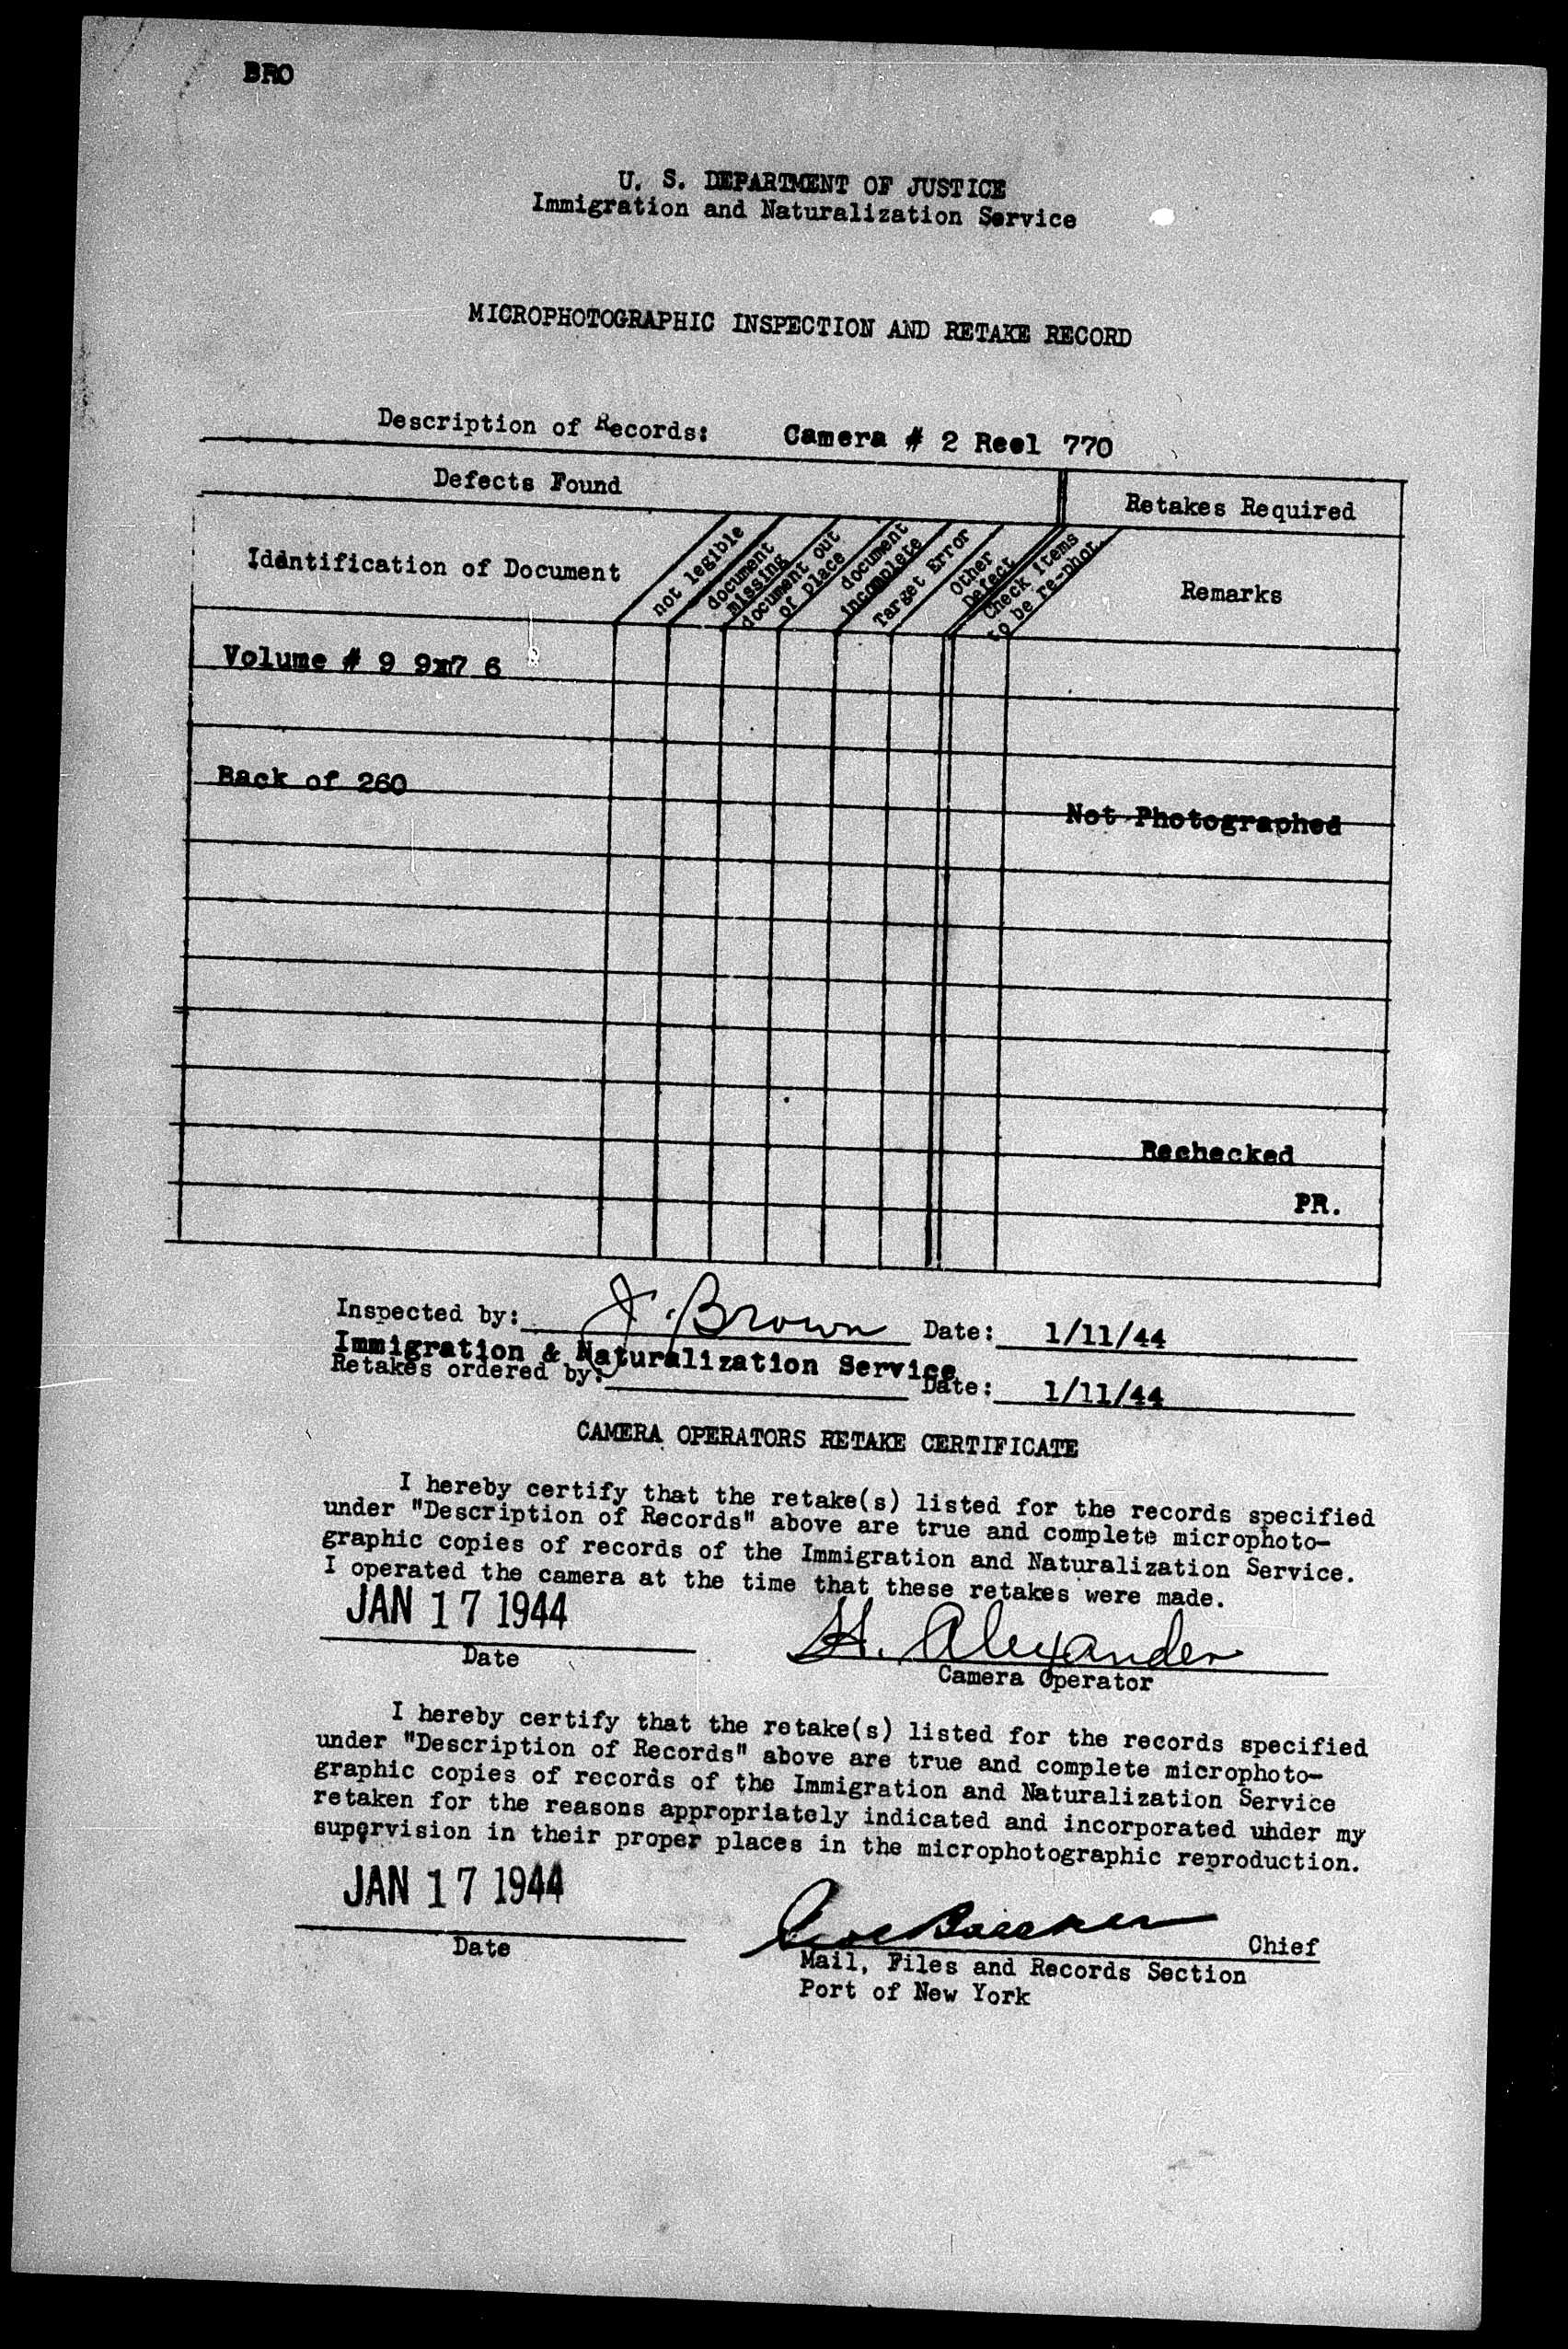 BRO
U. S. DEPARTMENT OF JUSTICE
Immigration and Naturalization Service
MICROPHOTOGRAPHIC INSPECTION AND RETAKE RECORD
Description of Records: Camera # 2 Reel 770
Defects Found
Retakes Required
Identification of Document
not legible
document
missing
document out
of place
document
incomplete
Target Error
Other
Defect
Check items
to be re-phot.
Remarks
Volume # 9 9 7 6
Back of 260
Not Photographed
Rechecked
PR.
Inspected by: J. Brown Date: 1/11/44
Immigration & Naturalization Service
Retakes ordered by: Date: 1/11/44
CAMERA OPERATORS RETAKE CERTIFICATE
I hereby certify that the retake(s) listed for the records specified
under "Description of Records" above are true and complete microphoto-
graphic copies of records of the Immigration and Naturalization Service.
I operated the camera at the time that these retakes were made.
JAN 17 1944
H. Alexander
Date
Camera Operator
I hereby certify that the retake(s) listed for the records specified
under "Description of Records" above are true and complete microphoto-
graphic copies of records of the Immigration and Naturalization Service
retaken for the reasons appropriately indicated and incorporated under my
supervision in their proper places in the microphotographic reproduction.
JAN 17 1944
Chief
Date
Mail, Files and Records Section
Port of New York